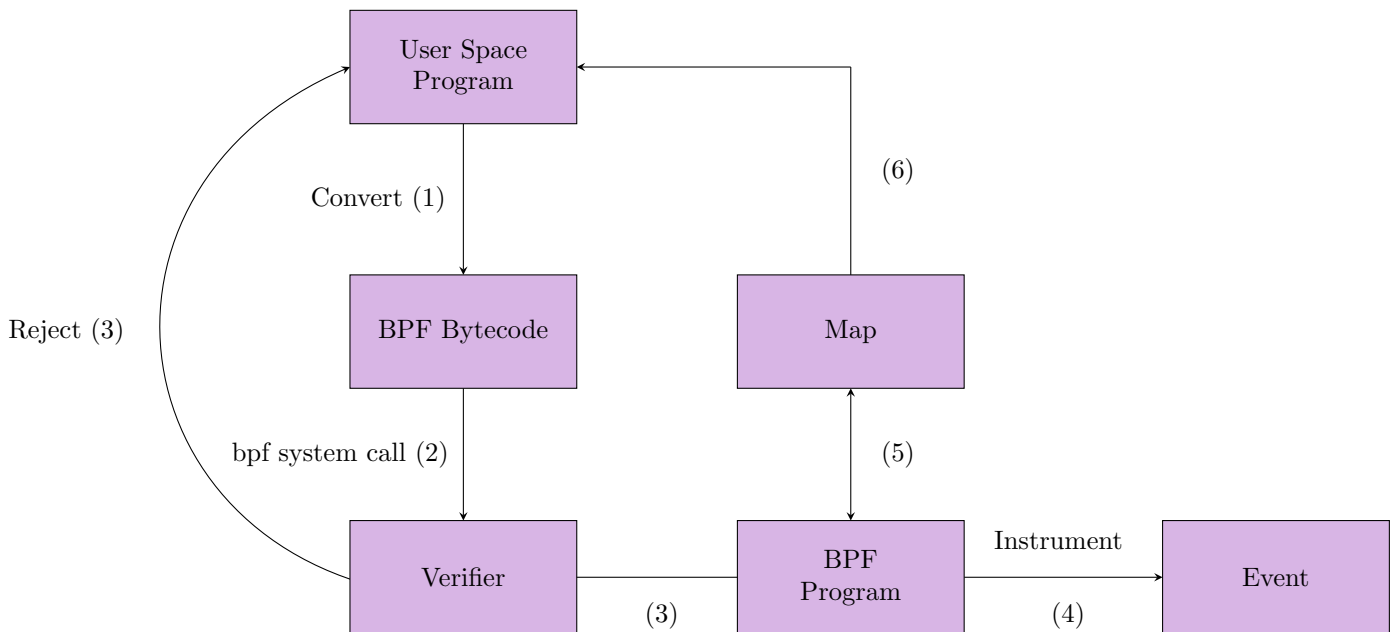 User Space
Program
(6)
Convert (1)
Reject (3)
BPF Bytecode
Map
bpf system call (2)
(5)
Verifier
(3)
BPF
Program
Instrument
(4)
Event